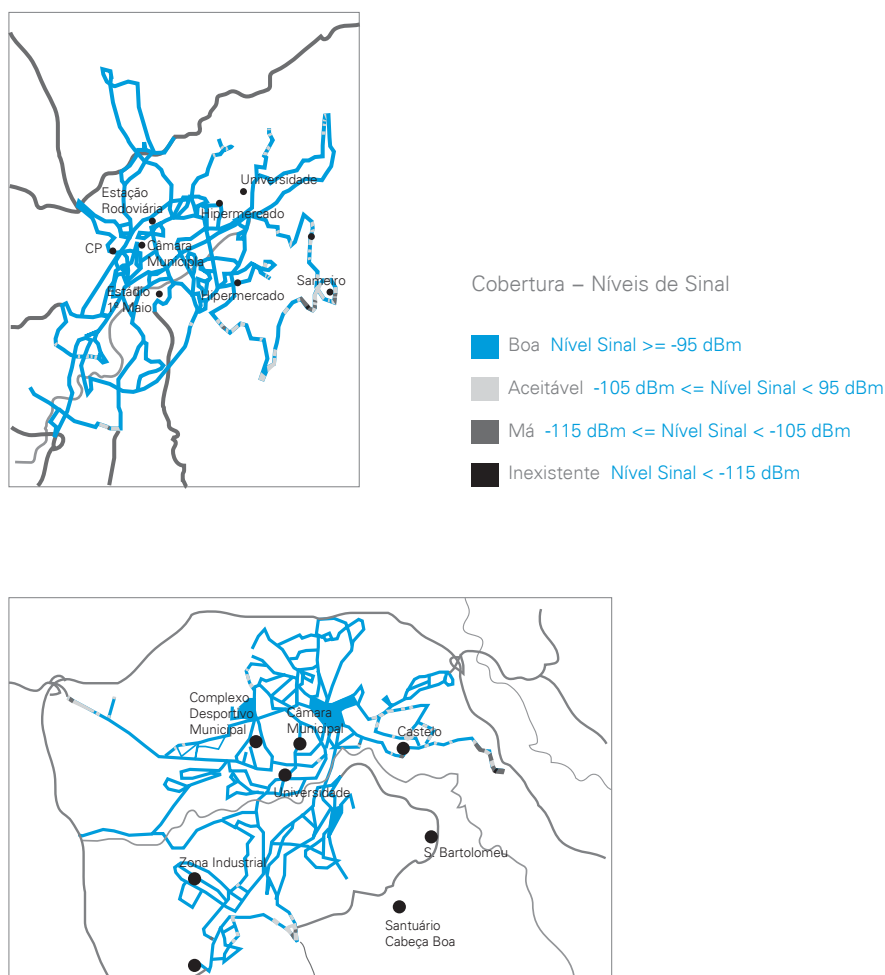 Universidade
Estação
Rodoviária
Hipermercado
CP
Câmara
Municipla
Sameiro
Estádio
1º Maio
Hipermercado
Cobertura – Níveis de Sinal
Boa Nível Sinal >= -95 dBm
Aceitável -105 dBm <= Nível Sinal < 95 dBm
Má -115 dBm <= Nível Sinal < -105 dBm
Inexistente Nível Sinal < -115 dBm
Complexo
Desportivo
Municipal
Câmara
Municipal
Castelo
Universidade
S. Bartolomeu
Zona Industrial
Santuário
Cabeça Boa